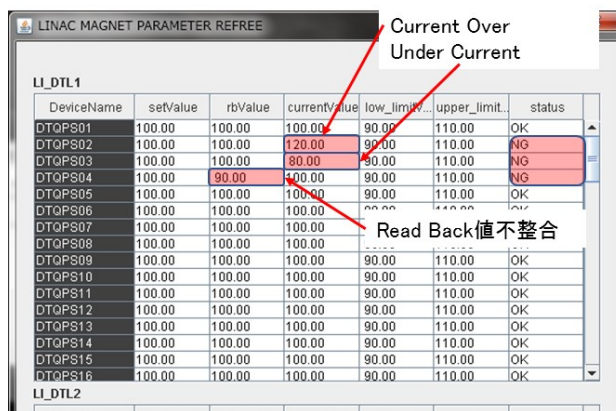 LINAC MAGNET PARAMETER REFREE
Current Over
Under Current
LI_DTL1
DeviceName setValue rbValue currentValue low_limitV... upper_limit... status
DTQPS01 100.00 100.00 100.00 90.00 110.00 OK
DTQPS02 100.00 100.00 120.00 90.00 110.00 NG
DTQPS03 100.00 100.00 80.00 90.00 110.00 NG
DTQPS04 100.00 90.00 100.00 90.00 110.00 NG
DTQPS05 100.00 100.00 100.00 90.00 110.00 OK
DTQPS06 100.00 100.00 100.00 90.00 110.00 OK
DTQPS07 100.00 100.00 100.00
Read Back値不整合
DTQPS08 100.00 100.00 100.00
DTQPS09 100.00 100.00 100.00 90.00 110.00 OK
DTQPS10 100.00 100.00 100.00 90.00 110.00 OK
DTQPS11 100.00 100.00 100.00 90.00 110.00 OK
DTQPS12 100.00 100.00 100.00 90.00 110.00 OK
DTQPS13 100.00 100.00 100.00 90.00 110.00 OK
DTQPS14 100.00 100.00 100.00 90.00 110.00 OK
DTQPS15 100.00 100.00 100.00 90.00 110.00 OK
DTQPS16 100.00 100.00 100.00 90.00 110.00 OK
LI_DTL2